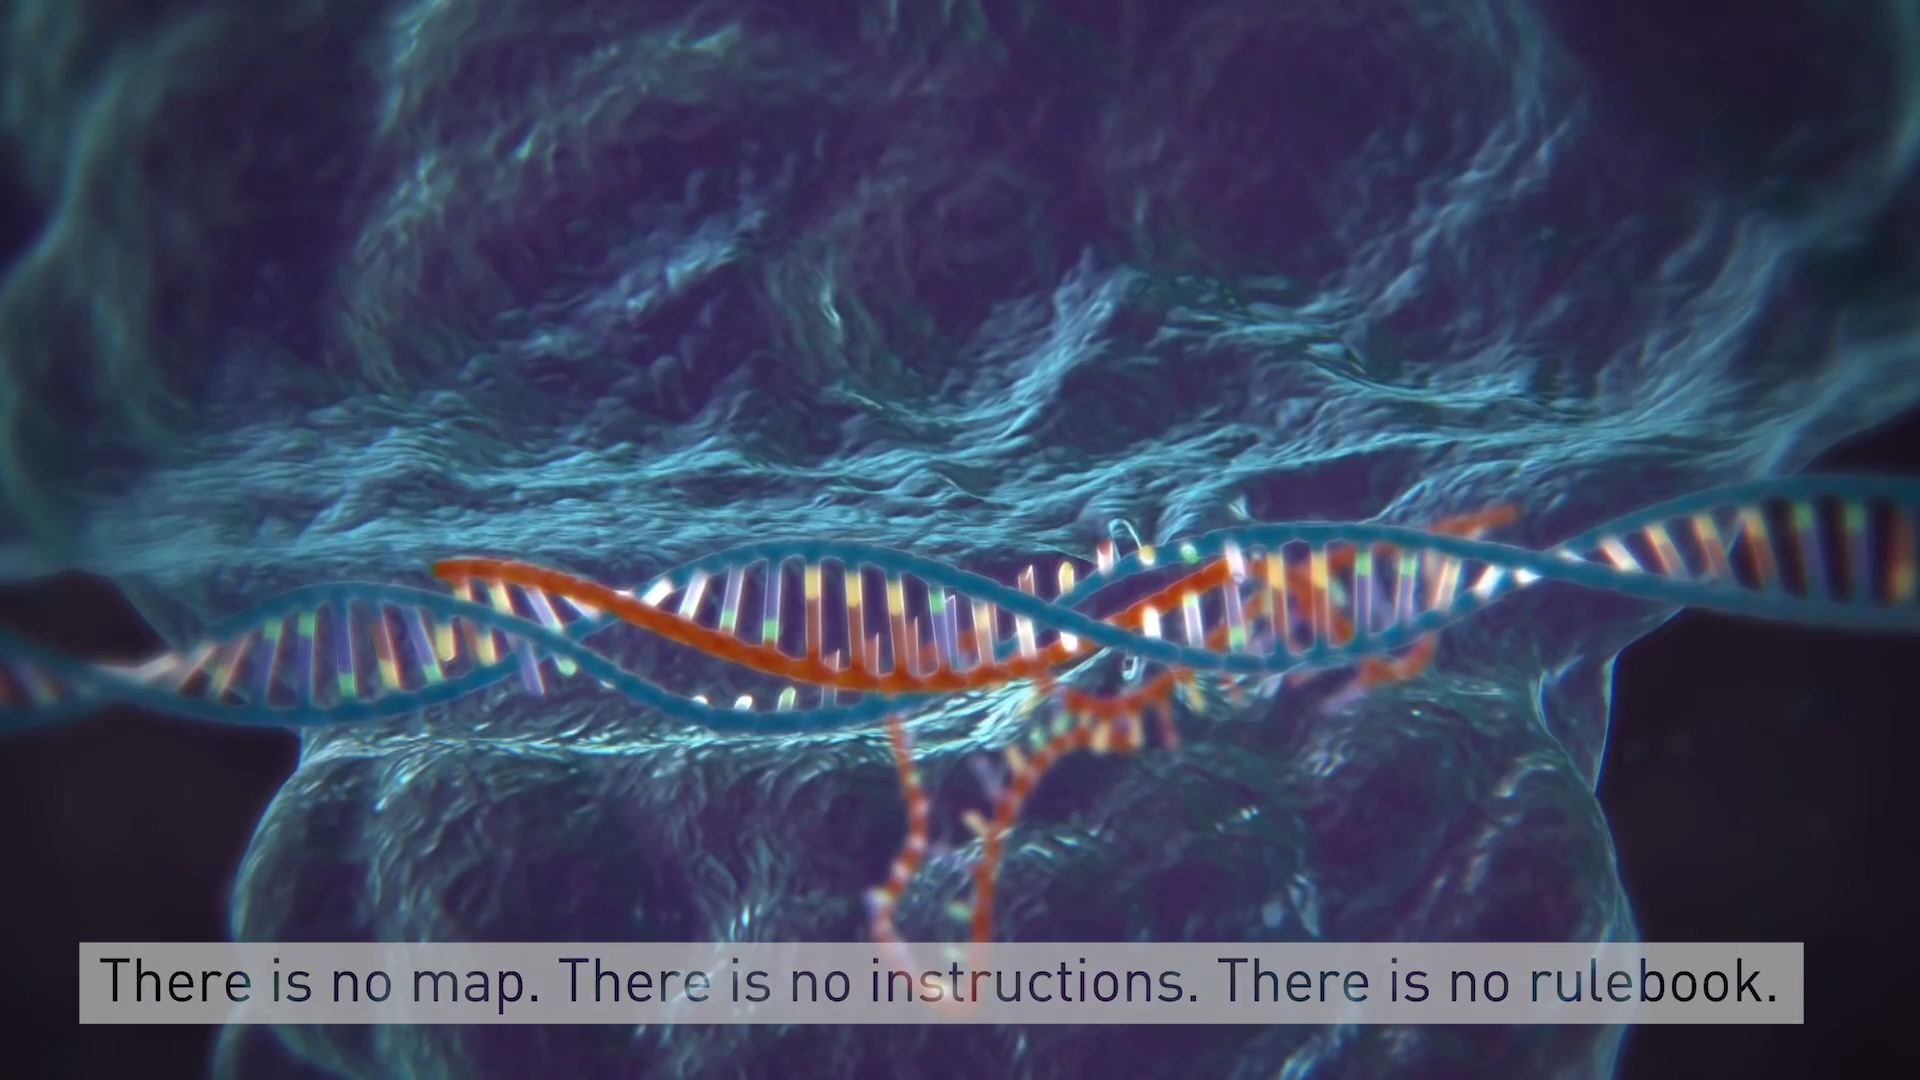 There is no map. There is no instructions. There is no rulebook.